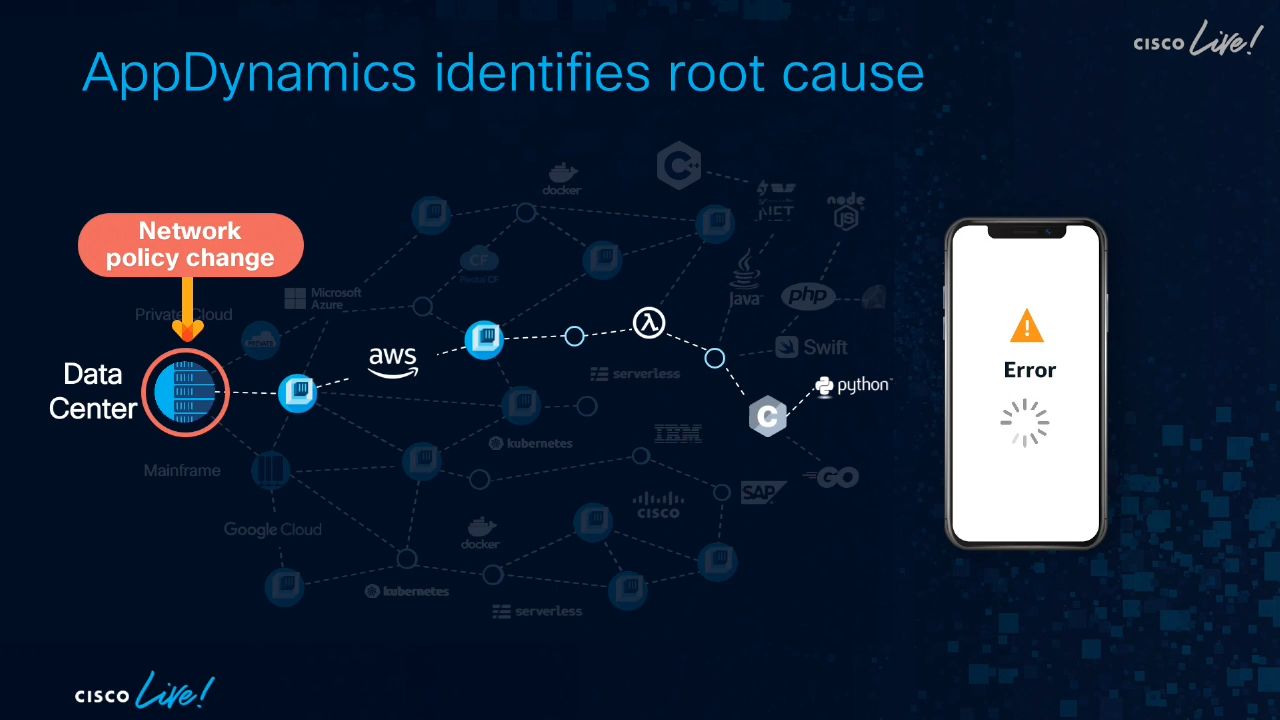 CISCO Live!
AppDynamics identifies root cause
C++
docker
.NET
node
JS
Network
policy change
CF
Pivotal CF
Java
php
Private Cloud
Microsoft
Azure
PRIVATE
λ
Swift
aws
serverless
Data
Center
python
C
IBM
kubernetes
Mainframe
GO
SAP
CISCO
Google Cloud
docker
kubernetes
serverless
!
Error
CISCO Live!